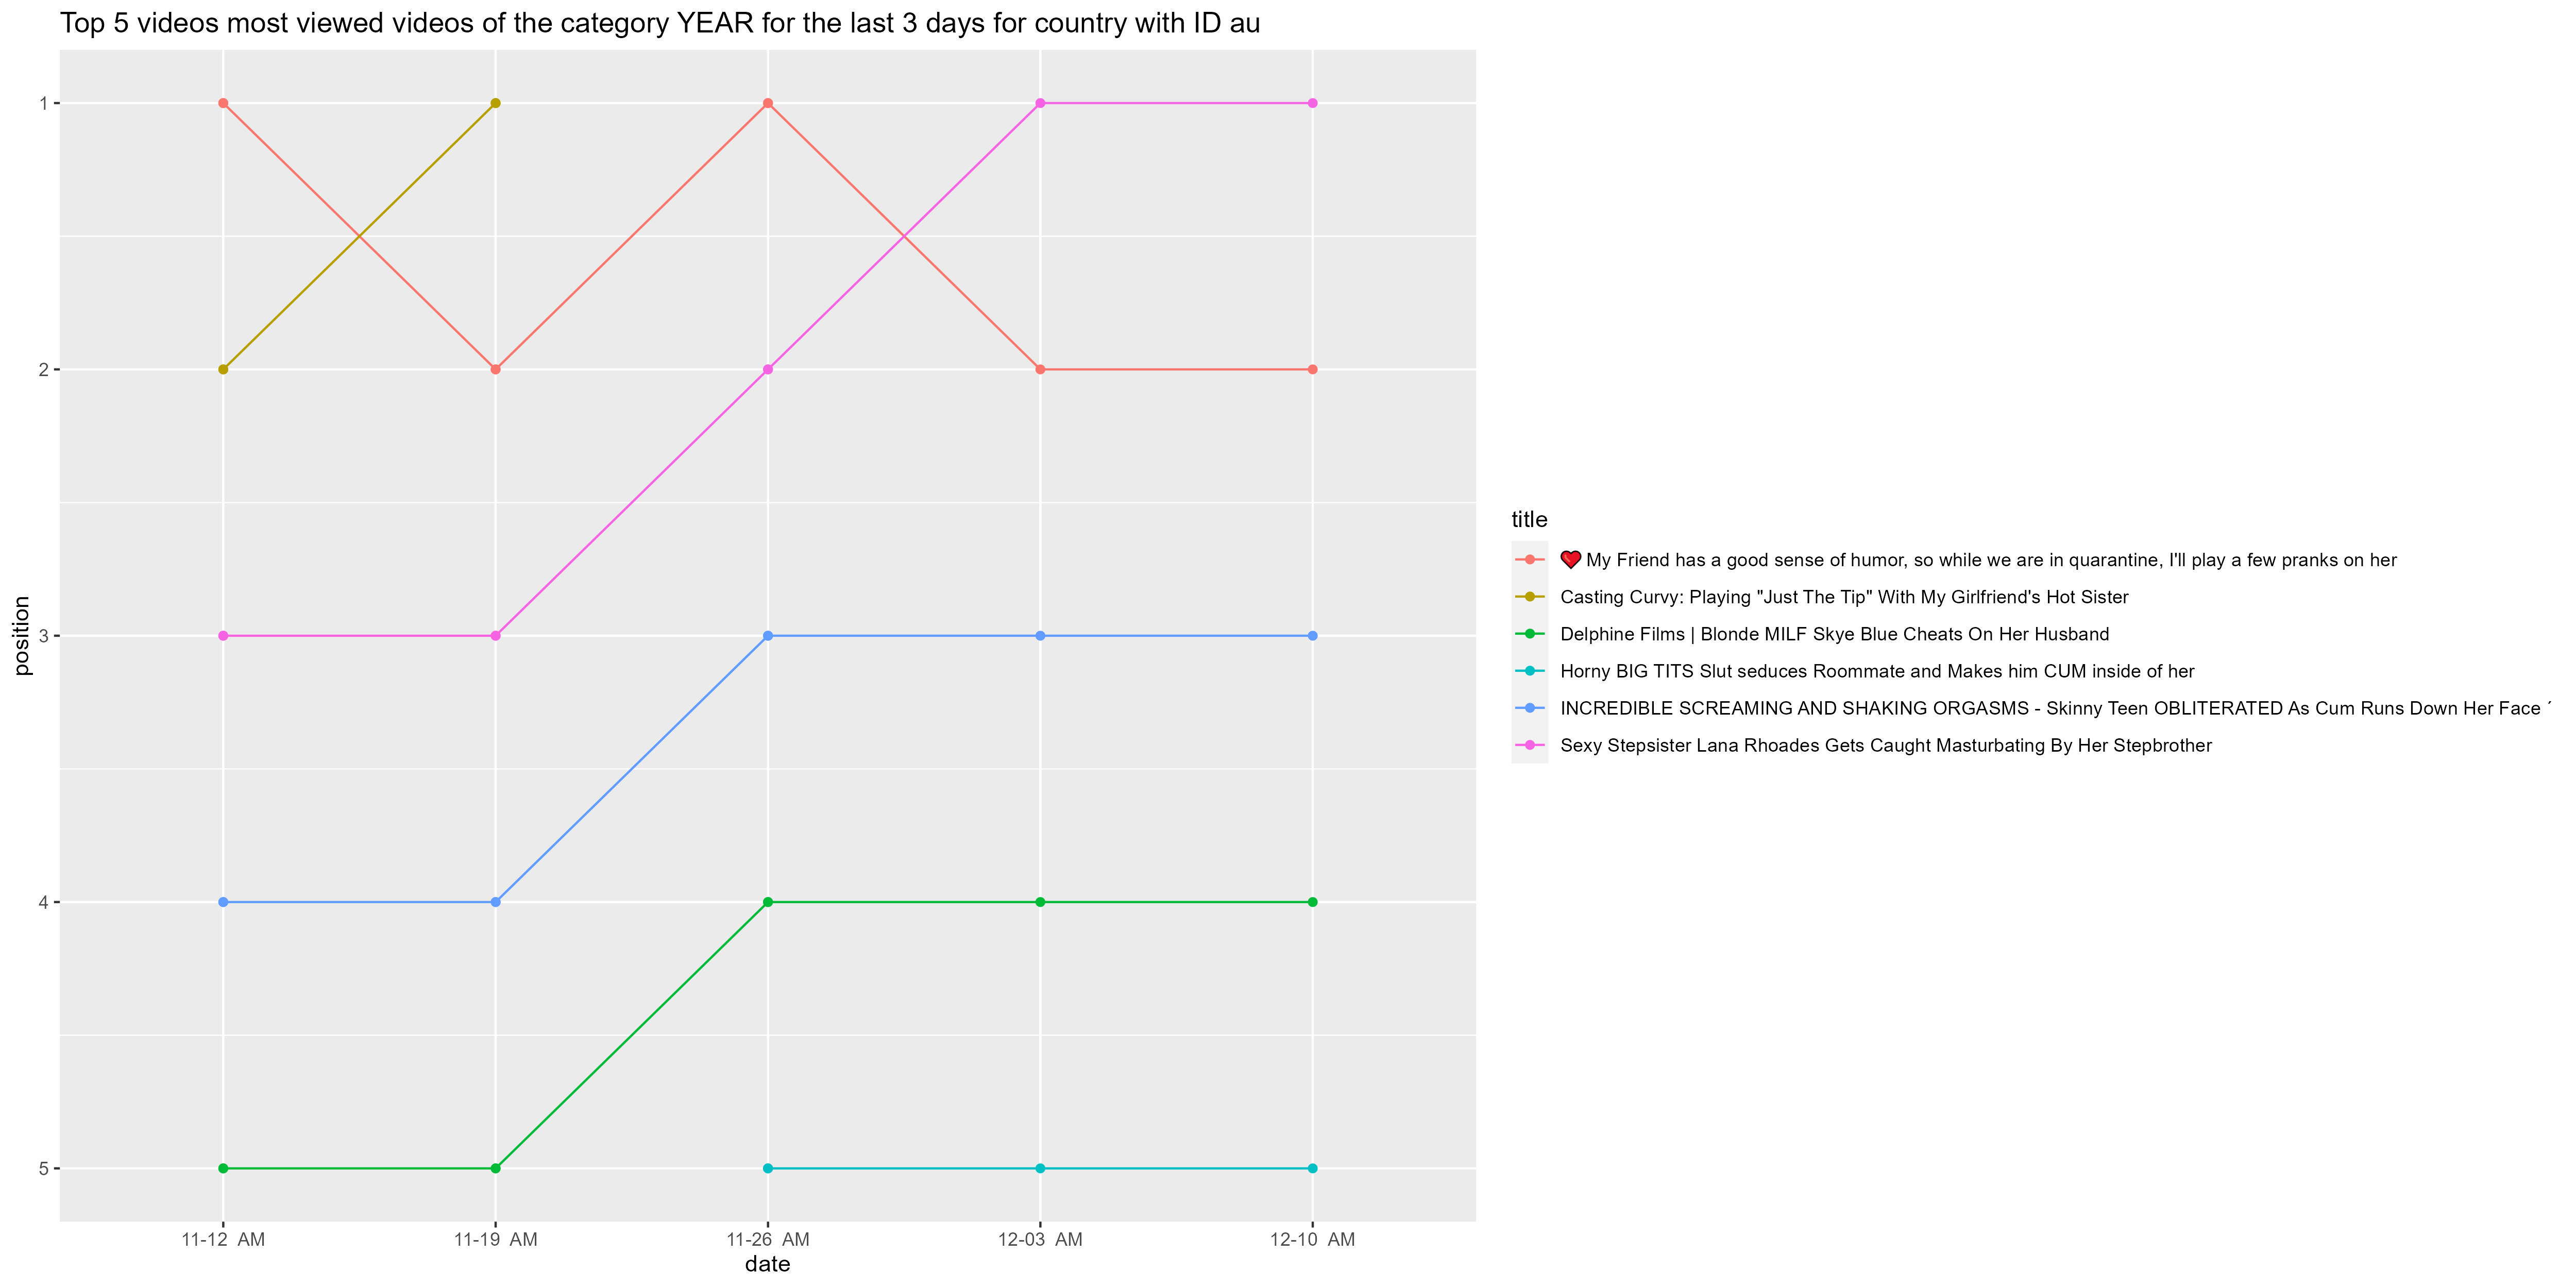 Top 5 videos most viewed videos of the category YEAR for the last 3 days for country with ID au
position
1
2
3
4
5
11-12 AM
11-19 AM
11-26 AM
12-03 AM
12-10 AM
date
title
❤️ My Friend has a good sense of humor, so while we are in quarantine, I'll play a few pranks on her
Casting Curvy: Playing "Just The Tip" With My Girlfriend's Hot Sister
Delphine Films | Blonde MILF Skye Blue Cheats On Her Husband
Horny BIG TITS Slut seduces Roommate and Makes him CUM inside of her
INCREDIBLE SCREAMING AND SHAKING ORGASMS - Skinny Teen OBLITERATED As Cum Runs Down Her Face
Sexy Stepsister Lana Rhoades Gets Caught Masturbating By Her Stepbrother